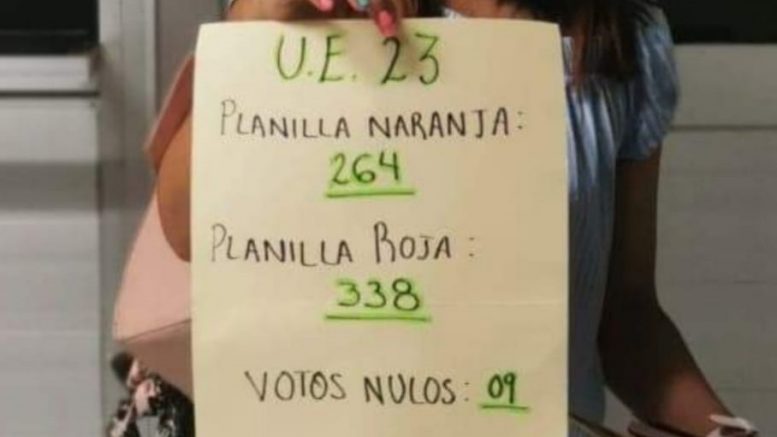 U.E. 23
PLANILLA NARANJA:
264
PLANILLA ROJA:
338
VOTOS NULOS: 09